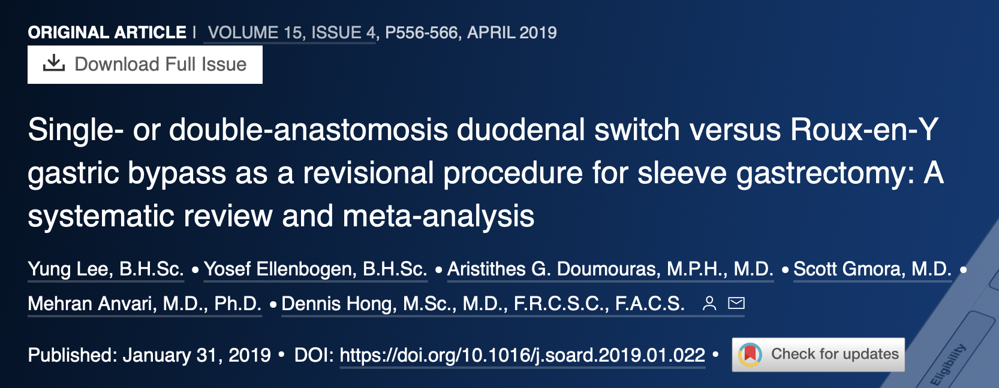 ORIGINAL ARTICLE | VOLUME 15, ISSUE 4, P556-566, APRIL 2019
Download Full Issue
Single- or double-anastomosis duodenal switch versus Roux-en-Y
gastric bypass as a revisional procedure for sleeve gastrectomy: A
systematic review and meta-analysis
Yung Lee, B.H.Sc. • Yosef Ellenbogen, B.H.Sc. • Aristithes G. Doumouras, M.P.H., M.D. • Scott Gmora, M.D. •
Mehran Anvari, M.D., Ph.D. • Dennis Hong, M.Sc., M.D., F.R.C.S.C., F.A.C.S.
Published: January 31, 2019 • DOI: https://doi.org/10.1016/j.soard.2019.01.022 •
Check for updates
Eligibility